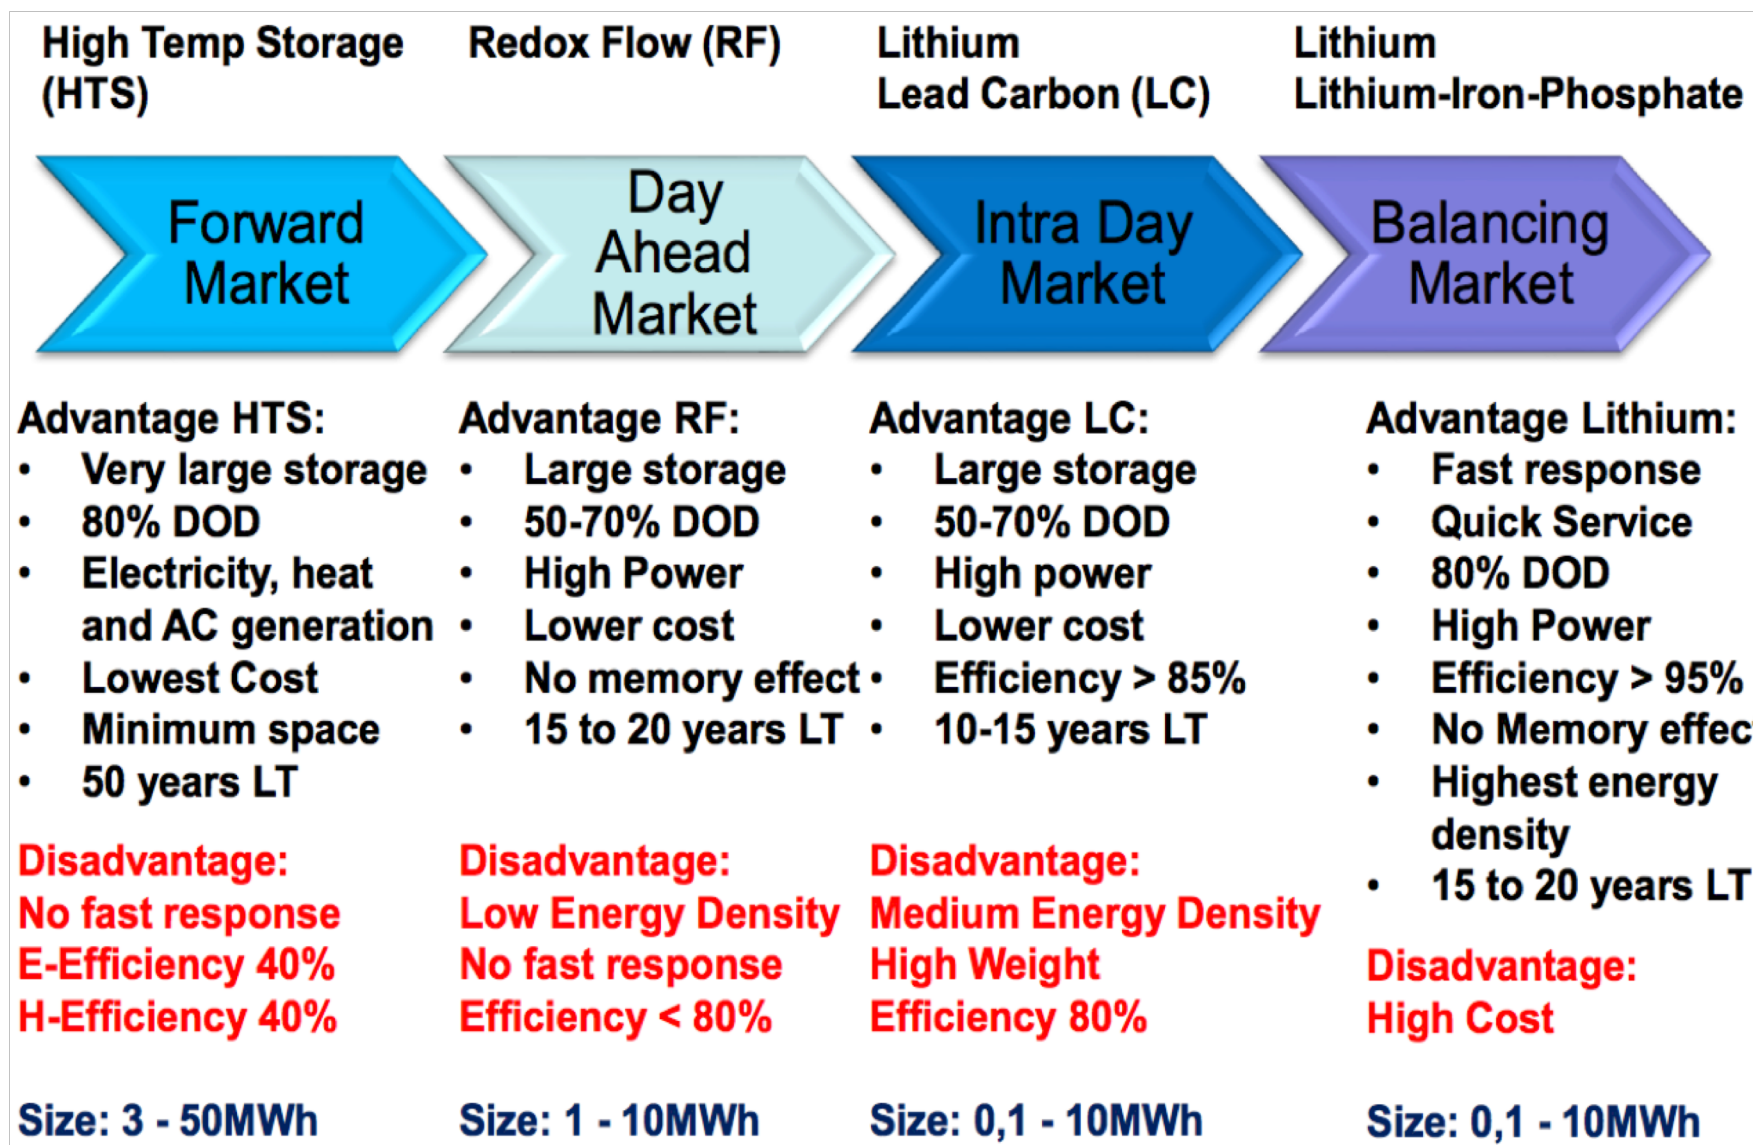 High Temp Storage
(HTS)
Redox Flow (RF)
Lithium
Lead Carbon (LC)
Lithium
Lithium-Iron-Phosphate
Forward
Market
Day
Ahead
Market
Intra Day
Market
Balancing
Market
Advantage HTS:
• Very large storage
• 80% DOD
• Electricity, heat
and AC generation
• Lowest Cost
• Minimum space
• 50 years LT
Disadvantage:
No fast response
E-Efficiency 40%
H-Efficiency 40%
Size: 3 - 50MWh
Advantage RF:
• Large storage
• 50-70% DOD
• High Power
• Lower cost
• No memory effect
• 15 to 20 years LT
Disadvantage:
Low Energy Density
No fast response
Efficiency < 80%
Size: 1 - 10MWh
Advantage LC:
• Large storage
• 50-70% DOD
• High power
• Lower cost
• Efficiency > 85%
• 10-15 years LT
Disadvantage:
Medium Energy Density
High Weight
Efficiency 80%
Size: 0,1 - 10MWh
Advantage Lithium:
• Fast response
• Quick Service
• 80% DOD
• High Power
• Efficiency > 95%
• No Memory effec
• Highest energy
density
• 15 to 20 years LT
Disadvantage:
High Cost
Size: 0,1 - 10MWh